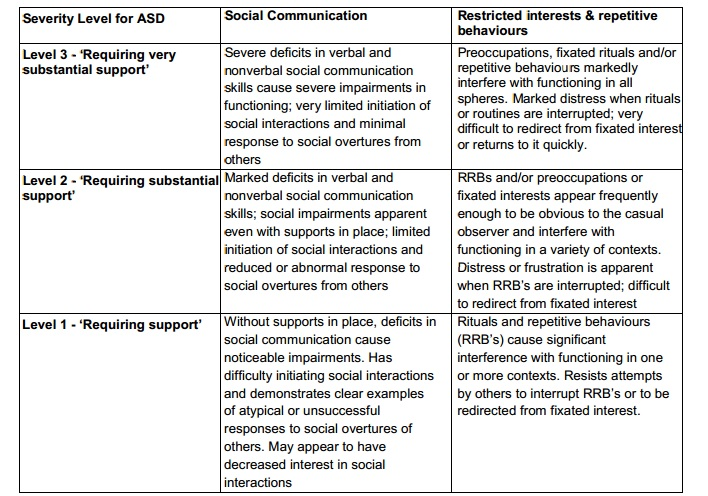 Severity Level for ASD
Social Communication
Restricted interests & repetitive
behaviours
Level 3 - ‘Requiring very
substantial support’
Severe deficits in verbal and
nonverbal social communication
skills cause severe impairments in
functioning; very limited initiation of
social interactions and minimal
response to social overtures from
others
Preoccupations, fixated rituals and/or
repetitive behaviours markedly
interfere with functioning in all
spheres. Marked distress when rituals
or routines are interrupted; very
difficult to redirect from fixated interest
or returns to it quickly.
Level 2 - ‘Requiring substantial
support’
Marked deficits in verbal and
nonverbal social communication
skills; social impairments apparent
even with supports in place; limited
initiation of social interactions and
reduced or abnormal response to
social overtures from others
RRBs and/or preoccupations or
fixated interests appear frequently
enough to be obvious to the casual
observer and interfere with
functioning in a variety of contexts.
Distress or frustration is apparent
when RRB’s are interrupted; difficult
to redirect from fixated interest
Level 1 - ‘Requiring support’
Without supports in place, deficits in
social communication cause
noticeable impairments. Has
difficulty initiating social interactions
and demonstrates clear examples
of atypical or unsuccessful
responses to social overtures of
others. May appear to have
decreased interest in social
interactions
Rituals and repetitive behaviours
(RRB’s) cause significant
interference with functioning in one
or more contexts. Resists attempts
by others to interrupt RRB’s or to be
redirected from fixated interest.